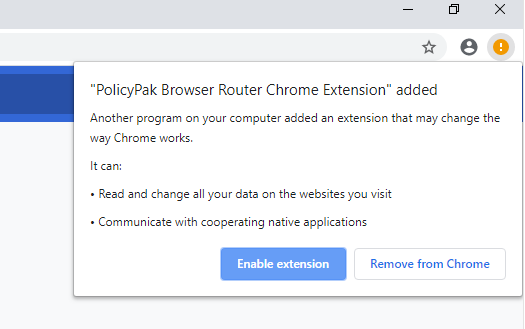 "PolicyPak Browser Router Chrome Extension" added
Another program on your computer added an extension that may change the
way Chrome works.
It can:
• Read and change all your data on the websites you visit
• Communicate with cooperating native applications
Enable extension
Remove from Chrome